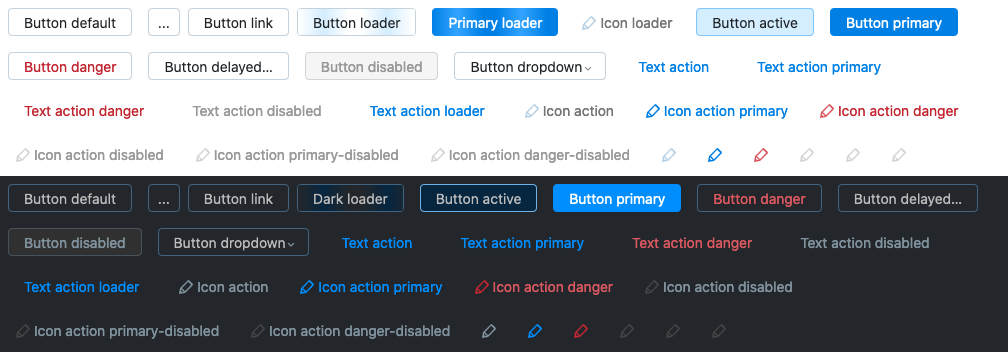 Button default ... Button link Button loader Primary loader Icon loader Button active Button primary
Button danger Button delayed... Button disabled Button dropdown Text action Text action primary
Text action danger Text action disabled Text action loader Icon action Icon action primary Icon action danger
Icon action disabled Icon action primary-disabled Icon action danger-disabled
Button default ... Button link Dark loader Button active Button primary Button danger Button delayed...
Button disabled Button dropdown Text action Text action primary Text action danger Text action disabled
Text action loader Icon action Icon action primary Icon action danger Icon action disabled
Icon action primary-disabled Icon action danger-disabled